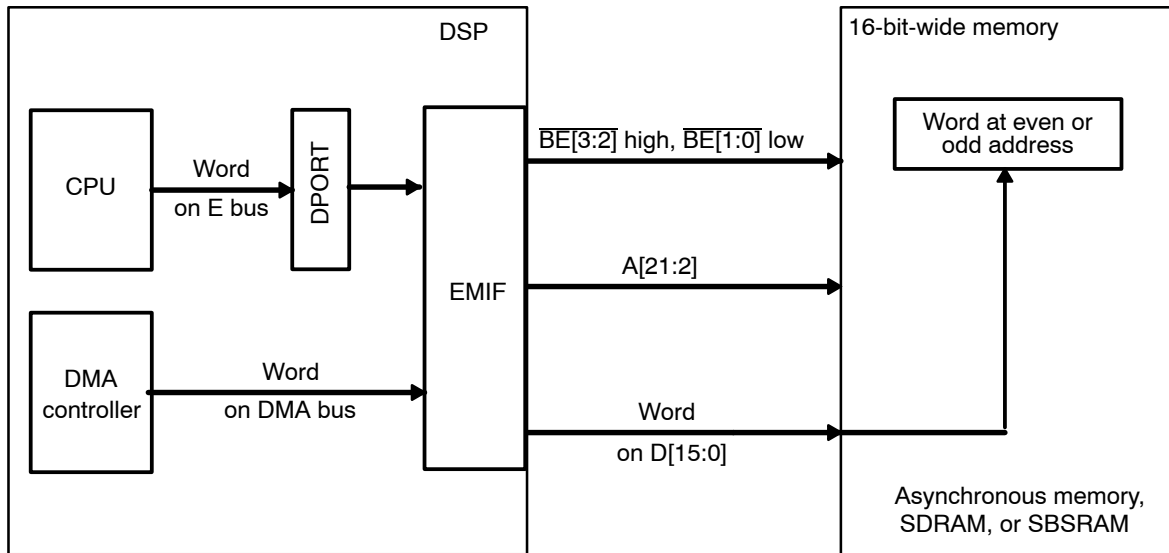 DSP
16-bit-wide memory
CPU
Word
on E bus
DPORT
EMIF
B̅E̅[̅3̅:̅2̅]̅ high, B̅E̅[̅1̅:̅0̅]̅ low
Word at even or
odd address
A[21:2]
DMA
controller
Word
on DMA bus
Word
on D[15:0]
Asynchronous memory,
SDRAM, or SBSRAM